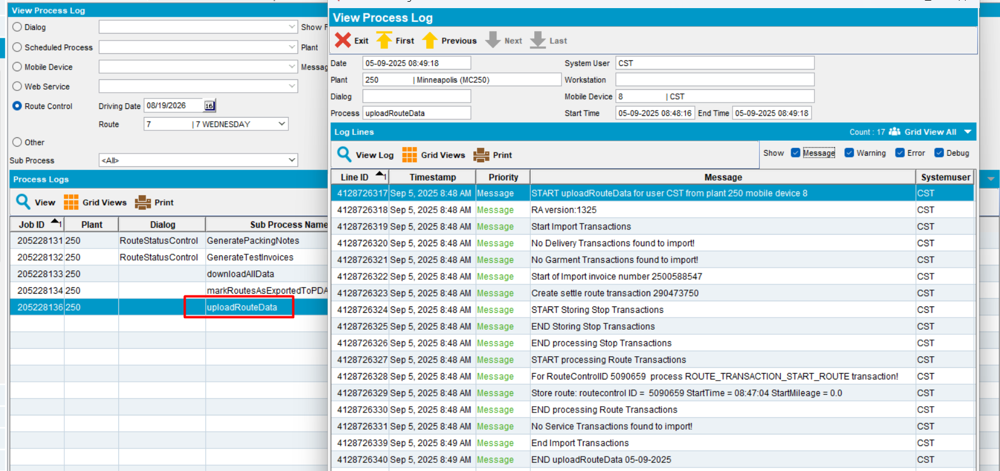 View Process Log
Dialog Show F
Scheduled Process Plant
Mobile Device Messag
Web Service
Route Control Driving Date 08/19/2026 16
Route 7 | 7 WEDNESDAY
Other
Sub Process <All>
Process Logs
View Grid Views Print
Job ID 1 Plant Dialog Sub Process Name
205228131 250 RouteStatusControl GeneratePackingNotes
205228132 250 RouteStatusControl GenerateTestInvoices
205228133 250 downloadAllData
205228134 250 markRoutesAsExportedToPDA
205228136 250 uploadRouteData
View Process Log
Exit First Previous Next Last
Date 05-09-2025 08:49:18 System User CST
Plant 250 | Minneapolis (MC250) Workstation
Dialog Mobile Device 8 | CST
Process uploadRouteData Start Time 05-09-2025 08:48:16 End Time 05-09-2025 08:49:18
Log Lines Count : 17 Grid View All
View Log Grid Views Print Show Message Warning Error Debug
Line ID 1 Timestamp Priority Message Systemuser
4128726317 Sep 5, 2025 8:48 AM Message START uploadRouteData for user CST from plant 250 mobile device 8 CST
4128726318 Sep 5, 2025 8:48 AM Message RA version:1325 CST
4128726319 Sep 5, 2025 8:48 AM Message Start Import Transactions CST
4128726320 Sep 5, 2025 8:48 AM Message No Delivery Transactions found to import! CST
4128726321 Sep 5, 2025 8:48 AM Message No Garment Transactions found to import! CST
4128726322 Sep 5, 2025 8:48 AM Message Start of Import invoice number 2500588547 CST
4128726323 Sep 5, 2025 8:48 AM Message Create settle route transaction 290473750 CST
4128726324 Sep 5, 2025 8:48 AM Message START Storing Stop Transactions CST
4128726325 Sep 5, 2025 8:48 AM Message END Storing Stop Transactions CST
4128726326 Sep 5, 2025 8:48 AM Message END processing Stop Transactions CST
4128726327 Sep 5, 2025 8:48 AM Message START processing Route Transactions CST
4128726328 Sep 5, 2025 8:48 AM Message For RouteControlID 5090659 process ROUTE_TRANSACTION_START_ROUTE transaction! CST
4128726329 Sep 5, 2025 8:48 AM Message Store route: routecontrol ID = 5090659 StartTime = 08:47:04 StartMileage = 0.0 CST
4128726330 Sep 5, 2025 8:48 AM Message END processing Route Transactions CST
4128726331 Sep 5, 2025 8:48 AM Message No Service Transactions found to import! CST
4128726339 Sep 5, 2025 8:49 AM Message End Import Transactions CST
4128726340 Sep 5, 2025 8:49 AM Message END uploadRouteData 05-09-2025 CST